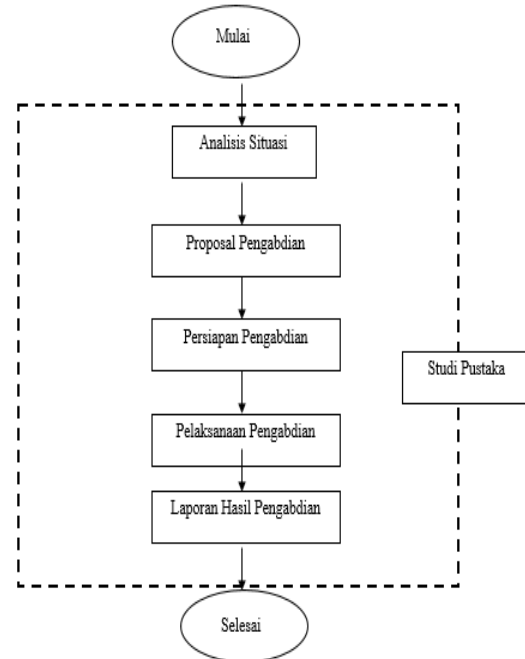 Mulai
Analisis Situasi
Proposal Pengabdian
Persiapan Pengabdian
Studi Pustaka
Pelaksanaan Pengabdian
Laporan Hasil Pengabdian
Selesai